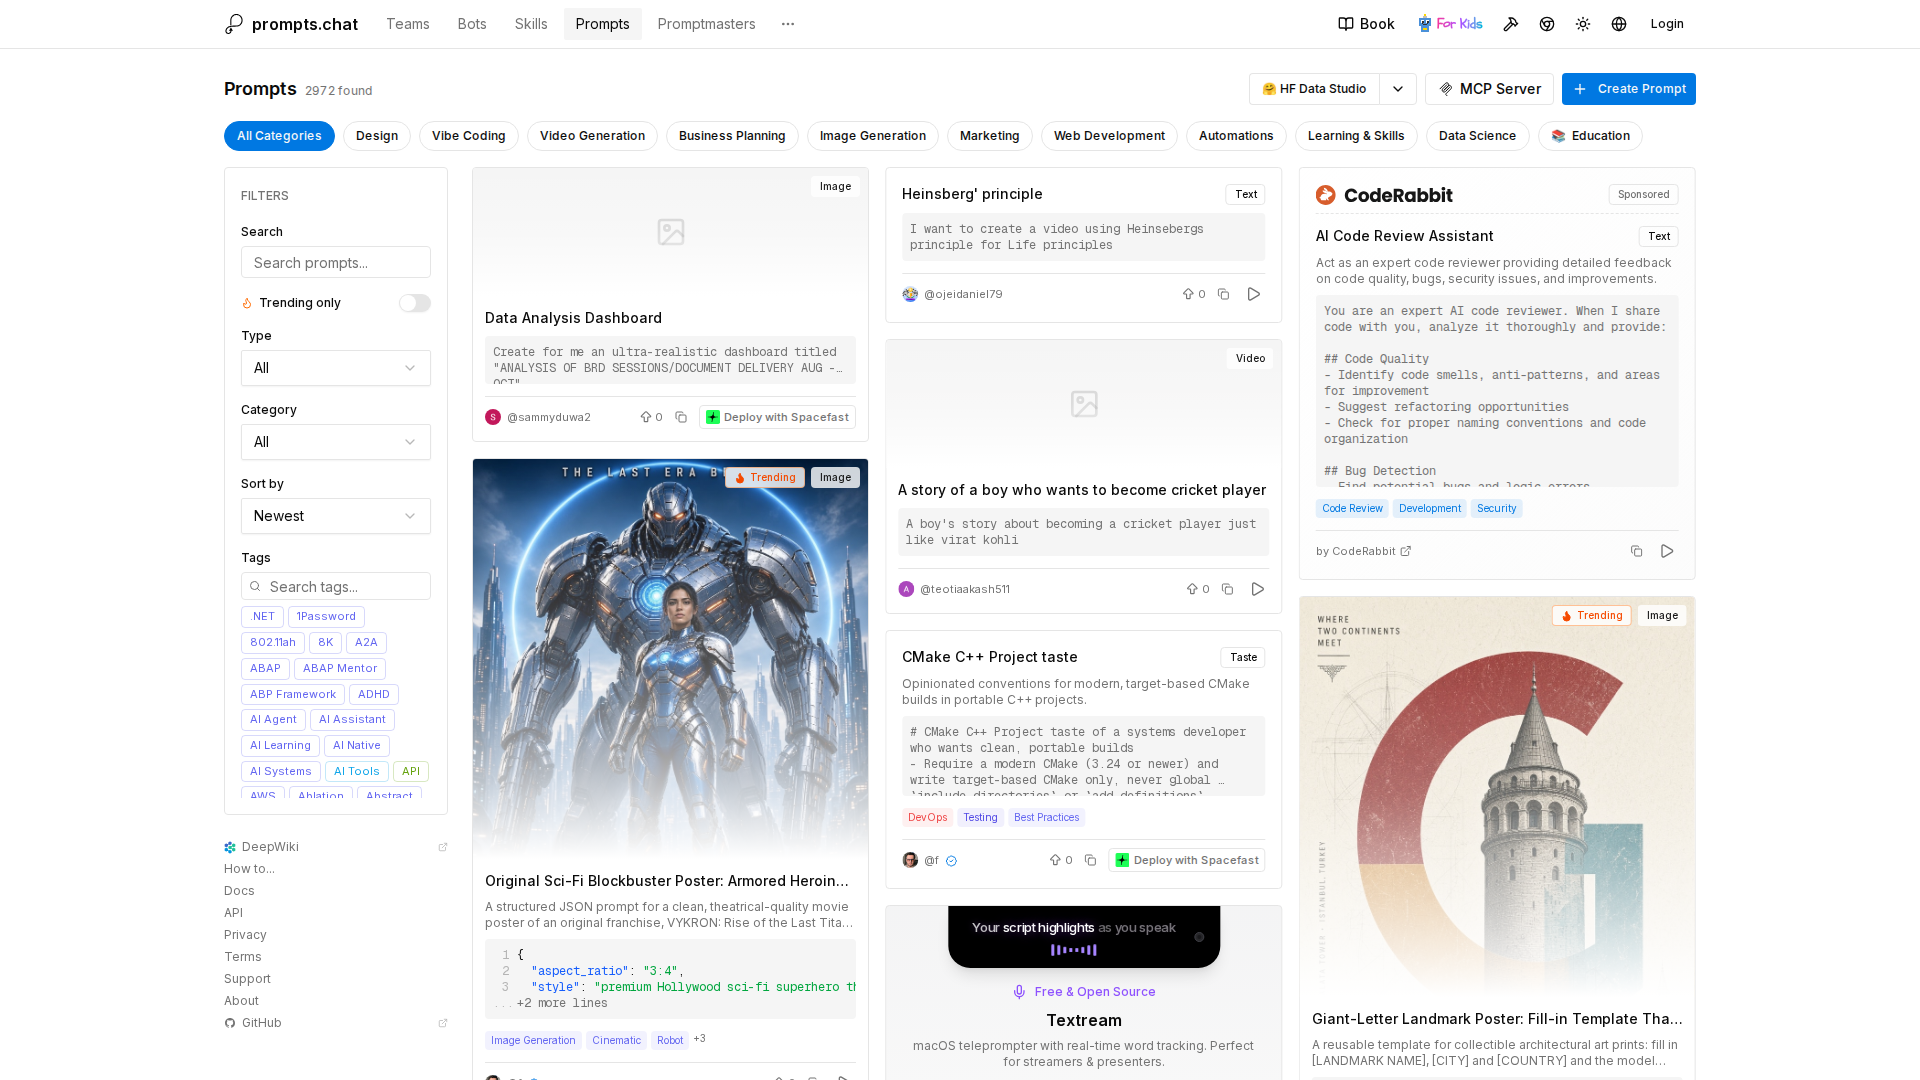 prompts.chat
Teams
Bots
Skills
Prompts
Promptmasters
Book
For Kids
Login
Prompts
2972 found
HF Data Studio
MCP Server
Create Prompt
All Categories
Design
Vibe Coding
Video Generation
Business Planning
Image Generation
Marketing
Web Development
Automations
Learning & Skills
Data Science
Education
FILTERS
Search
Search prompts...
Trending only
Type
All
Category
All
Sort by
Newest
Tags
Search tags...
.NET
1Password
802.11ah
8K
A2A
ABAP
ABAP Mentor
ABP Framework
ADHD
AI Agent
AI Assistant
AI Learning
AI Native
AI Systems
AI Tools
API
AWS
Ablation
Abstract
DeepWiki
How to...
Docs
API
Privacy
Terms
Support
About
GitHub
Image
Data Analysis Dashboard
Create for me an ultra-realistic dashboard titled
"ANALYSIS OF BRD SESSIONS/DOCUMENT DELIVERY AUG -…
OCT"
S
@sammyduwa2
0
Deploy with Spacefast
THE LAST ERA B
Trending
Image
Original Sci-Fi Blockbuster Poster: Armored Heroin...
A structured JSON prompt for a clean, theatrical-quality movie
poster of an original franchise, VYKRON: Rise of the Last Tita...
1 {
2 "aspect_ratio": "3:4",
3 "style": "premium Hollywood sci-fi superhero th
... +2 more lines
Image Generation
Cinematic
Robot
+3
Heinsberg' principle
Text
I want to create a video using Heinsebergs
principle for Life principles
@ojeidaniel79
0
Video
A story of a boy who wants to become cricket player
A boy's story about becoming a cricket player just
like virat kohli
A
@teotiaakash511
0
CMake C++ Project taste
Taste
Opinionated conventions for modern, target-based CMake
builds in portable C++ projects.
# CMake C++ Project taste of a systems developer
who wants clean, portable builds
- Require a modern CMake (3.24 or newer) and
write target-based CMake only, never global …
`include_directories` or `add_definitions`
DevOps
Testing
Best Practices
@f
0
Deploy with Spacefast
Your script highlights as you speak
Free & Open Source
Textream
macOS teleprompter with real-time word tracking. Perfect
for streamers & presenters.
CodeRabbit
Sponsored
AI Code Review Assistant
Text
Act as an expert code reviewer providing detailed feedback
on code quality, bugs, security issues, and improvements.
You are an expert AI code reviewer. When I share
code with you, analyze it thoroughly and provide:
## Code Quality
- Identify code smells, anti-patterns, and areas
for improvement
- Suggest refactoring opportunities
- Check for proper naming conventions and code
organization
## Bug Detection
- Find potential bugs and logic errors
Code Review
Development
Security
by CodeRabbit
WHERE
TWO CONTINENTS
MEET
Trending
Image
ISTANBUL, TURKEY
Giant-Letter Landmark Poster: Fill-in Template Tha...
A reusable template for collectible architectural art prints: fill in
[LANDMARK NAME], [CITY] and [COUNTRY] and the model...